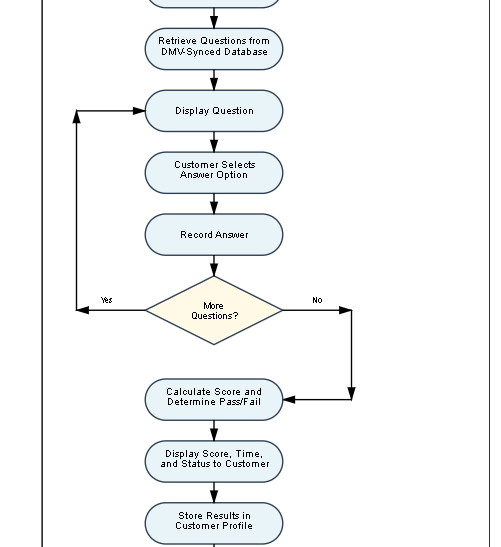 Retrieve Questions from
DMV-Synced Database
Display Question
Customer Selects
Answer Option
Record Answer
More
Questions?
Yes
No
Calculate Score and
Determine Pass/Fail
Display Score, Time,
and Status to Customer
Store Results in
Customer Profile